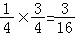 1/4 × 3/4 = 3/16